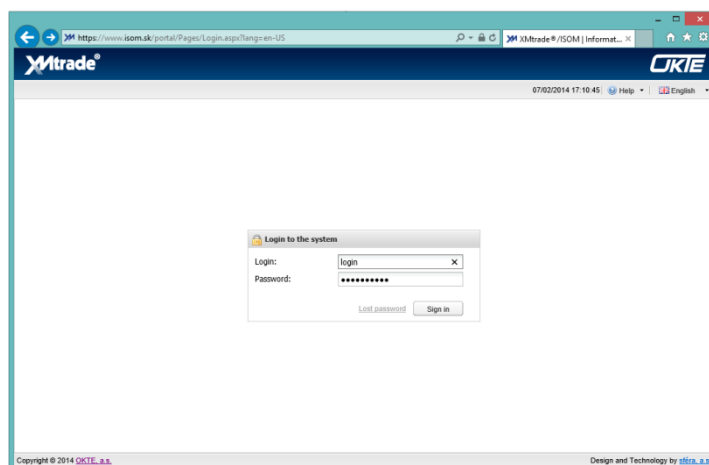 https://www.isom.sk/portal/Pages/Login.aspx?lang=en-US
XMtrade®/ISOM | Informat...
XMtrade®
OKTE
07/02/2014 17:10:45 Help English
Login to the system
Login: login
Password: ••••••••••
Lost password Sign in
Copyright © 2014 OKTE, a.s. Design and Technology by sféra, a.s